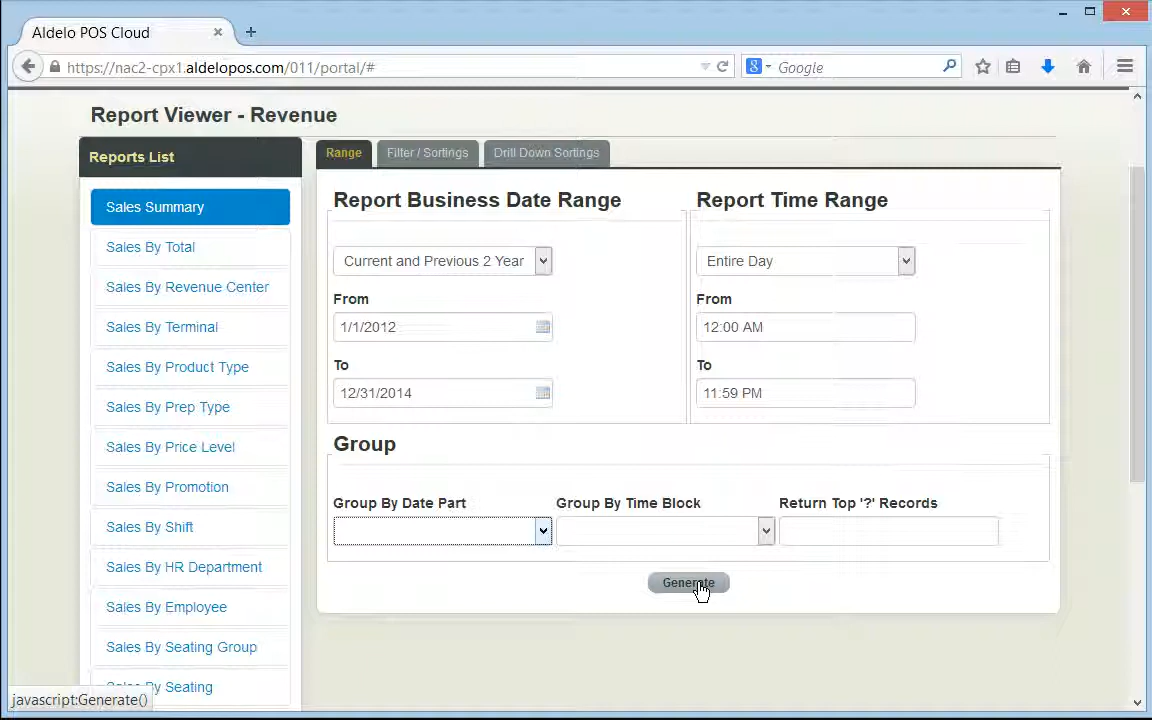 Aldelo POS Cloud
https://nac2-cpx1.aldelopos.com/011/portal/#
Google
Report Viewer - Revenue
Reports List
Sales Summary
Sales By Total
Sales By Revenue Center
Sales By Terminal
Sales By Product Type
Sales By Prep Type
Sales By Price Level
Sales By Promotion
Sales By Shift
Sales By HR Department
Sales By Employee
Sales By Seating Group
Sales By Seating
Range
Filter / Sortings
Drill Down Sortings
Report Business Date Range
Current and Previous 2 Year
From
1/1/2012
To
12/31/2014
Report Time Range
Entire Day
From
12:00 AM
To
11:59 PM
Group
Group By Date Part
Group By Time Block
Return Top '?' Records
Generate
javascript:Generate()